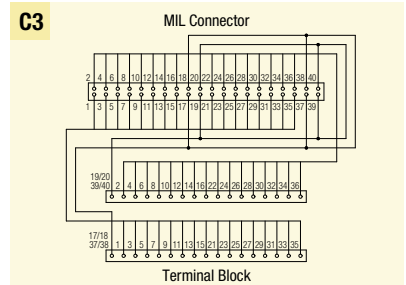 C3
MIL Connector
2 4 6 8 10 12 14 16 18 20 22 24 26 28 30 32 34 36 38 40
1 3 5 7 9 11 13 15 17 19 21 23 25 27 29 31 33 35 37 39
19/20
39/40 2 4 6 8 10 12 14 16 22 24 26 28 30 32 34 36
17/18
37/38 1 3 5 7 9 11 13 15 21 23 25 27 29 31 33 35
Terminal Block